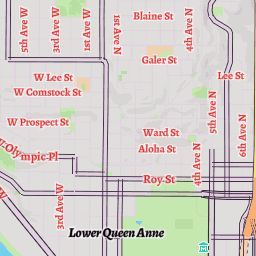 Blaine St
5th Ave W
3rd Ave W
1st Ave W
1st Ave N
4th Ave N
Galer St
W Lee St
Lee St
W Comstock St
W Prospect St
Ward St
5th Ave N
6th Ave N
Aloha St
W Olympic Pl
4th Ave N
Roy St
3rd Ave W
W
Lower Queen Anne